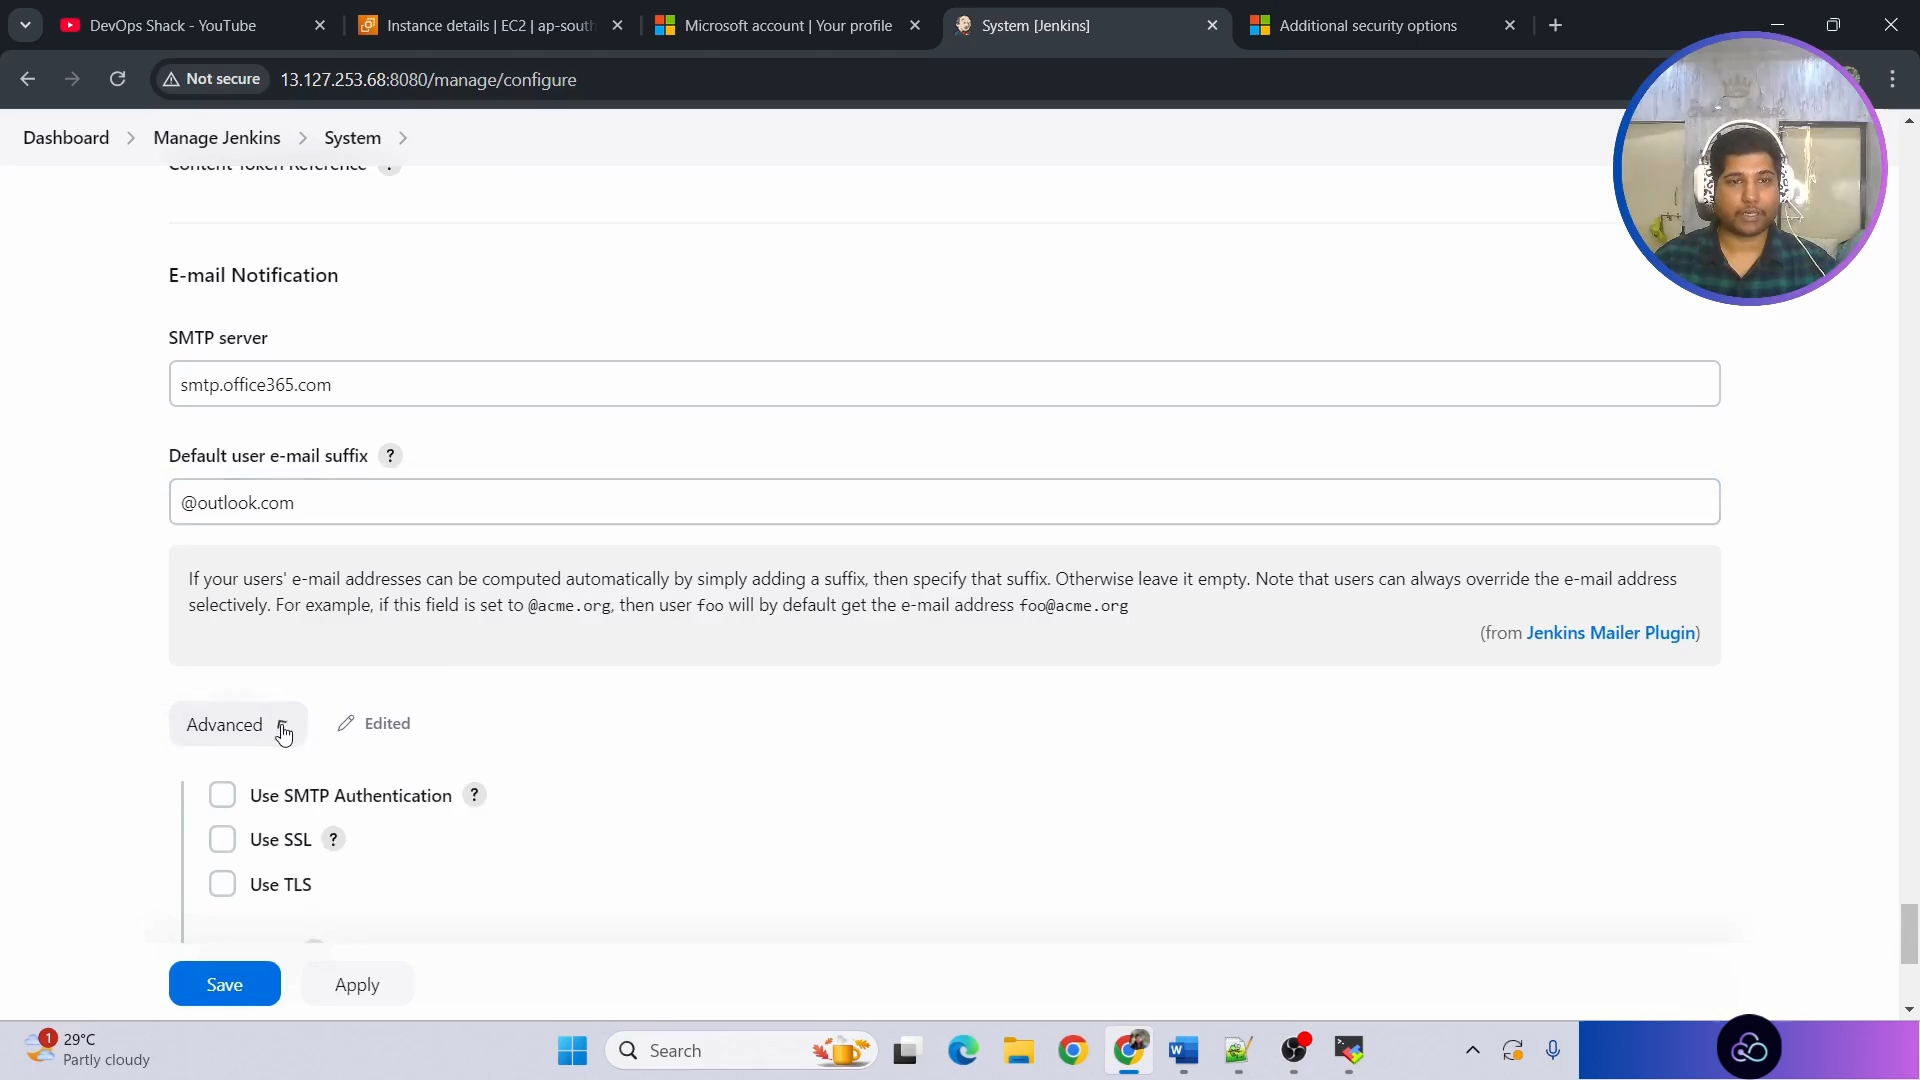 DevOps Shack - YouTube
Instance details | EC2 | ap-south
Microsoft account | Your profile
System [Jenkins]
Additional security options
Not secure
13.127.253.68:8080/manage/configure
Dashboard
Manage Jenkins
System
Content Token Reference ?
E-mail Notification
SMTP server
smtp.office365.com
Default user e-mail suffix ?
@outlook.com
If your users' e-mail addresses can be computed automatically by simply adding a suffix, then specify that suffix. Otherwise leave it empty. Note that users can always override the e-mail address
selectively. For example, if this field is set to @acme.org, then user foo will by default get the e-mail address foo@acme.org
(from Jenkins Mailer Plugin)
Advanced
Edited
Use SMTP Authentication ?
Use SSL ?
Use TLS
Save
Apply
1
29°C
Partly cloudy
Search